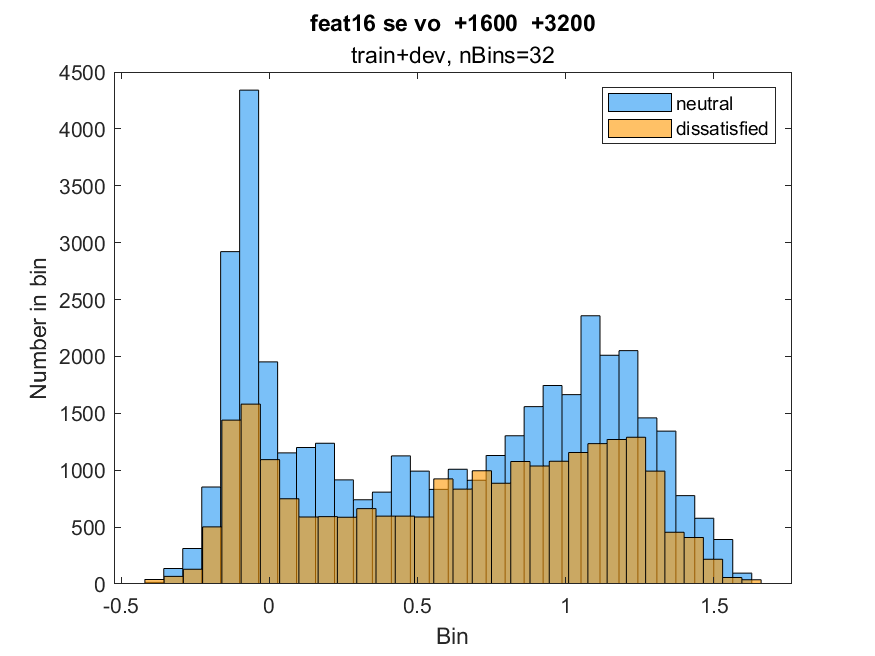 feat16 se vo  +1600  +3200
train+dev, nBins=32
neutral
dissatisfied
Number in bin
4500
4000
3500
3000
2500
2000
1500
1000
500
0
-0.5
0
0.5
1
1.5
Bin